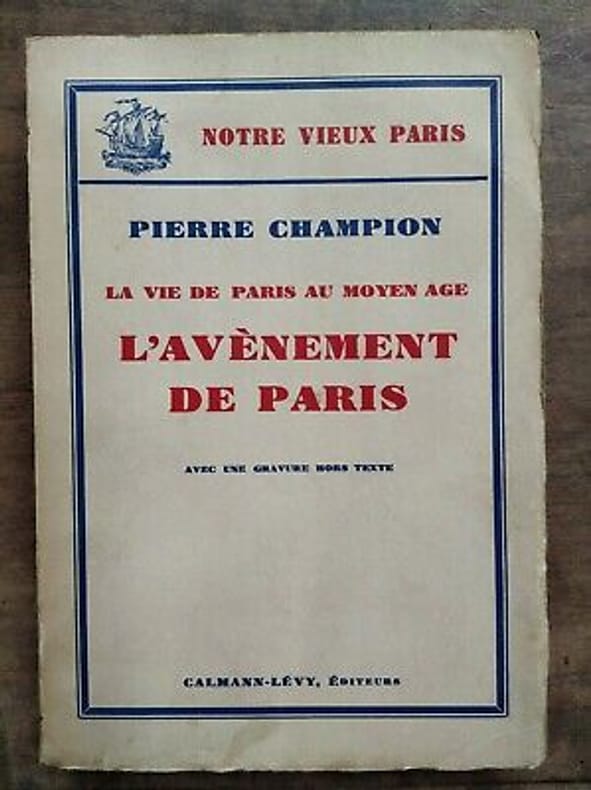 NOTRE VIEUX PARIS
PIERRE CHAMPION
LA VIE DE PARIS AU MOYEN AGE
L'AVÈNEMENT
DE PARIS
AVEC UNE GRAVURE HORS TEXTE
CALMANN-LÉVY, ÉDITEURS